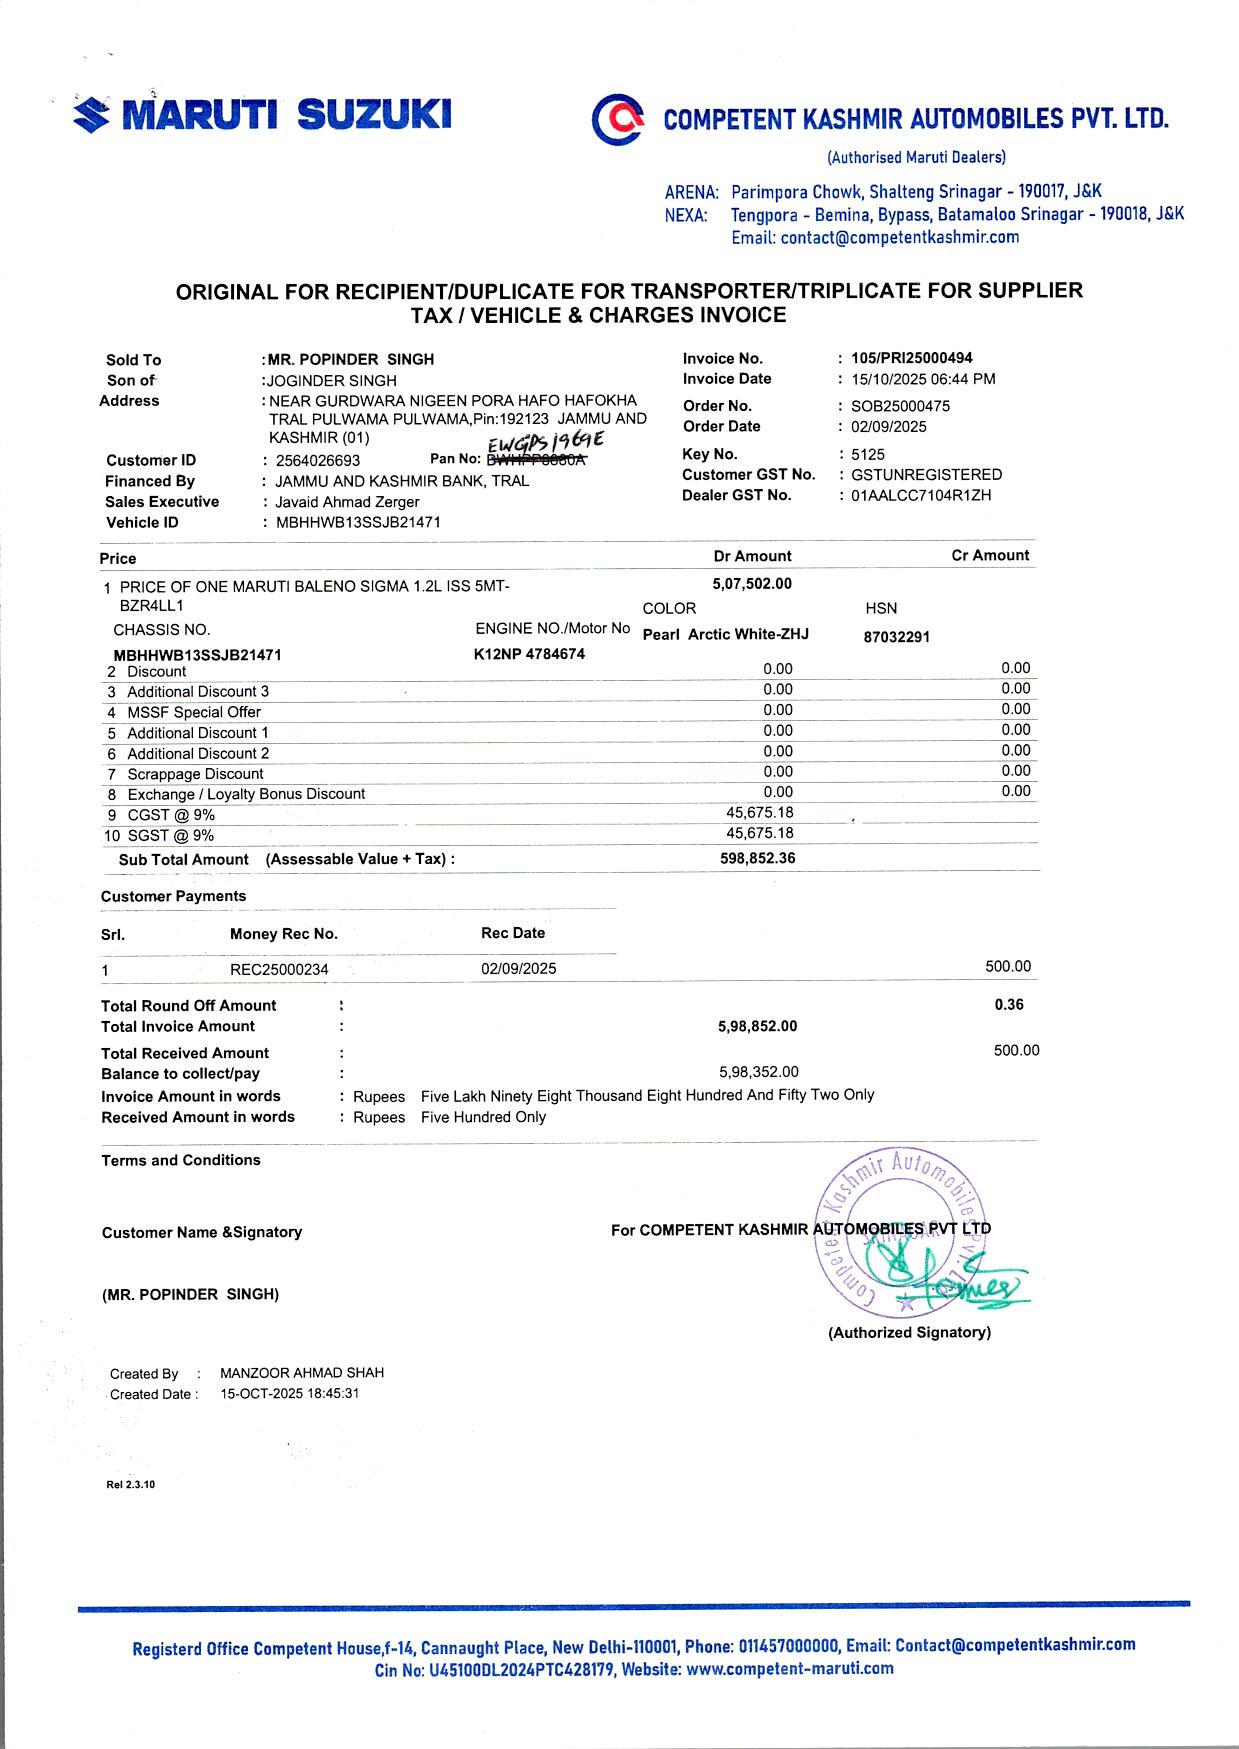 MARUTI SUZUKI
COMPETENT KASHMIR AUTOMOBILES PVT. LTD.
(Authorised Maruti Dealers)
ARENA: Parimpora Chowk, Shalteng Srinagar - 190017, J&K
NEXA: Tengpora - Bemina, Bypass, Batamaloo Srinagar - 190018, J&K
Email: contact@competentkashmir.com
ORIGINAL FOR RECIPIENT/DUPLICATE FOR TRANSPORTER/TRIPLICATE FOR SUPPLIER
TAX / VEHICLE & CHARGES INVOICE
Sold To :MR. POPINDER SINGH
Son of :JOGINDER SINGH
Address : NEAR GURDWARA NIGEEN PORA HAFO HAFOKHA
TRAL PULWAMA PULWAMA,Pin:192123 JAMMU AND
KASHMIR (01)
EWGPS1969E
Customer ID : 2564026693 Pan No:
Financed By : JAMMU AND KASHMIR BANK, TRAL
Sales Executive : Javaid Ahmad Zerger
Vehicle ID : MBHHWB13SSJB21471
Invoice No. : 105/PRI25000494
Invoice Date : 15/10/2025 06:44 PM
Order No. : SOB25000475
Order Date : 02/09/2025
Key No. : 5125
Customer GST No. : GSTUNREGISTERED
Dealer GST No. : 01AALCC7104R1ZH
Price Dr Amount Cr Amount
1 PRICE OF ONE MARUTI BALENO SIGMA 1.2L ISS 5MT- 5,07,502.00
BZR4LL1 COLOR HSN
CHASSIS NO. ENGINE NO./Motor No Pearl Arctic White-ZHJ 87032291
MBHHWB13SSJB21471 K12NP 4784674
2 Discount 0.00 0.00
3 Additional Discount 3 0.00 0.00
4 MSSF Special Offer 0.00 0.00
5 Additional Discount 1 0.00 0.00
6 Additional Discount 2 0.00 0.00
7 Scrappage Discount 0.00 0.00
8 Exchange / Loyalty Bonus Discount 0.00 0.00
9 CGST @ 9% 45,675.18
10 SGST @ 9% 45,675.18
Sub Total Amount (Assessable Value + Tax) : 598,852.36
Customer Payments
Srl. Money Rec No. Rec Date
1 REC25000234 02/09/2025 500.00
Total Round Off Amount : 0.36
Total Invoice Amount : 5,98,852.00
Total Received Amount : 500.00
Balance to collect/pay : 5,98,352.00
Invoice Amount in words : Rupees Five Lakh Ninety Eight Thousand Eight Hundred And Fifty Two Only
Received Amount in words : Rupees Five Hundred Only
Terms and Conditions
Competent Kashmir Automobiles Pvt. Ltd.
SRINAGAR
Customer Name &Signatory For COMPETENT KASHMIR AUTOMOBILES PVT LTD
(MR. POPINDER SINGH)
(Authorized Signatory)
Created By : MANZOOR AHMAD SHAH
Created Date : 15-OCT-2025 18:45:31
Rel 2.3.10
Registerd Office Competent House,f-14, Cannaught Place, New Delhi-110001, Phone: 011457000000, Email: Contact@competentkashmir.com
Cin No: U45100DL2024PTC428179, Website: www.competent-maruti.com